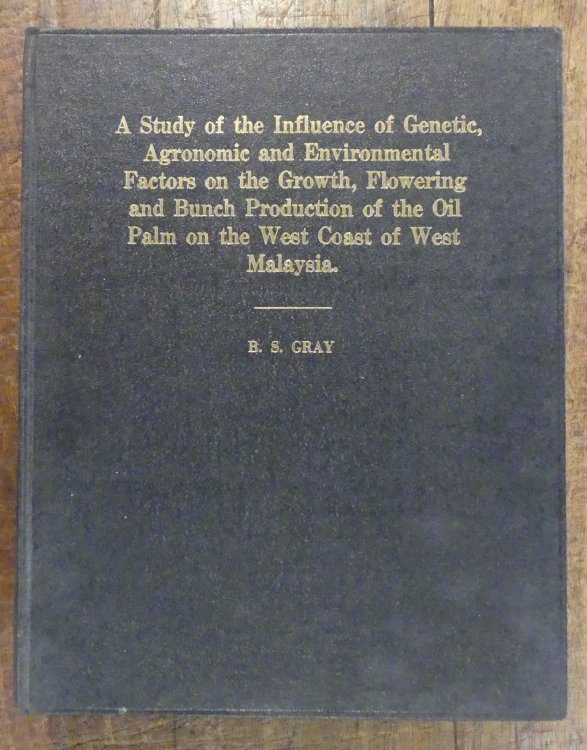 A Study of the Influence of Genetic,
Agronomic and Environmental
Factors on the Growth, Flowering
and Bunch Production of the Oil
Palm on the West Coast of West
Malaysia.
B. S. GRAY